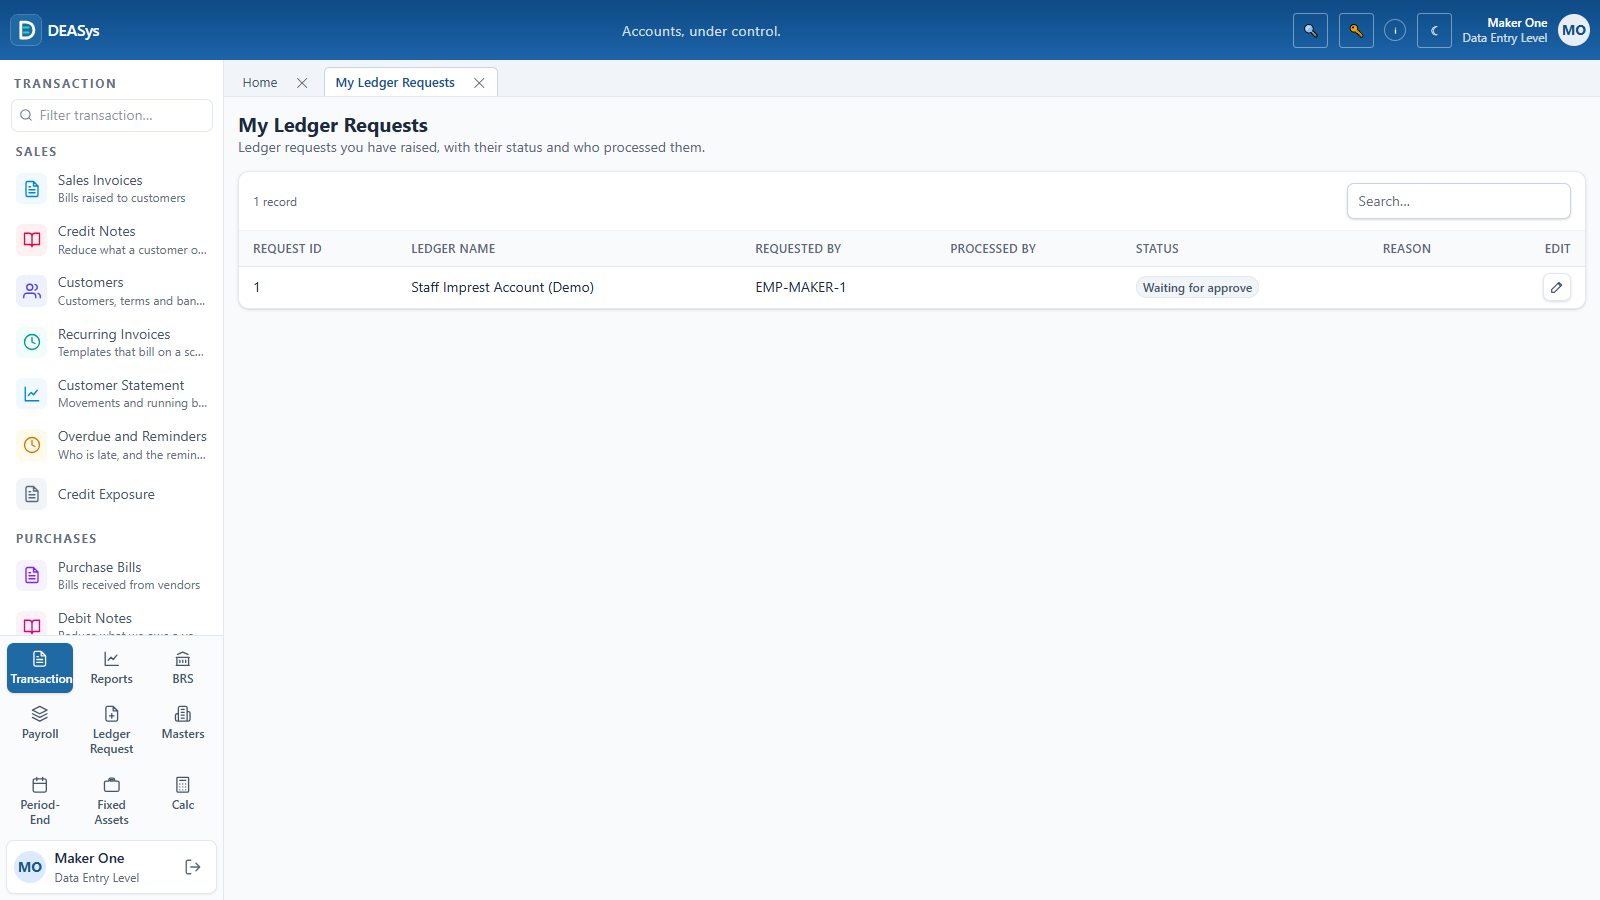 DEASys
Accounts, under control.
Maker One
Data Entry Level
MO
TRANSACTION
Filter transaction...
SALES
Sales Invoices
Bills raised to customers
Credit Notes
Reduce what a customer o...
Customers
Customers, terms and ban...
Recurring Invoices
Templates that bill on a sc...
Customer Statement
Movements and running b...
Overdue and Reminders
Who is late, and the remin...
Credit Exposure
PURCHASES
Purchase Bills
Bills received from vendors
Debit Notes
Transaction
Reports
BRS
Payroll
Ledger
Request
Masters
Period-
End
Fixed
Assets
Calc
MO
Maker One
Data Entry Level
Home
My Ledger Requests
My Ledger Requests
Ledger requests you have raised, with their status and who processed them.
1 record
Search...
REQUEST ID LEDGER NAME REQUESTED BY PROCESSED BY STATUS REASON EDIT
1 Staff Imprest Account (Demo) EMP-MAKER-1 Waiting for approve